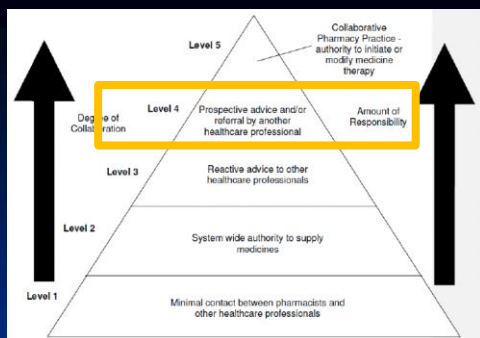 Level 5
Collaborative
Pharmacy Practice -
authority to initiate or
modify medicine
therapy
Level 4
Degree of
Collaboration
Prospective advice and/or
referral by another
healthcare professional
Amount of
Responsibility
Level 3
Reactive advice to other
healthcare professionals
Level 2
System wide authority to supply
medicines
Level 1
Minimal contact between pharmacists and
other healthcare professionals